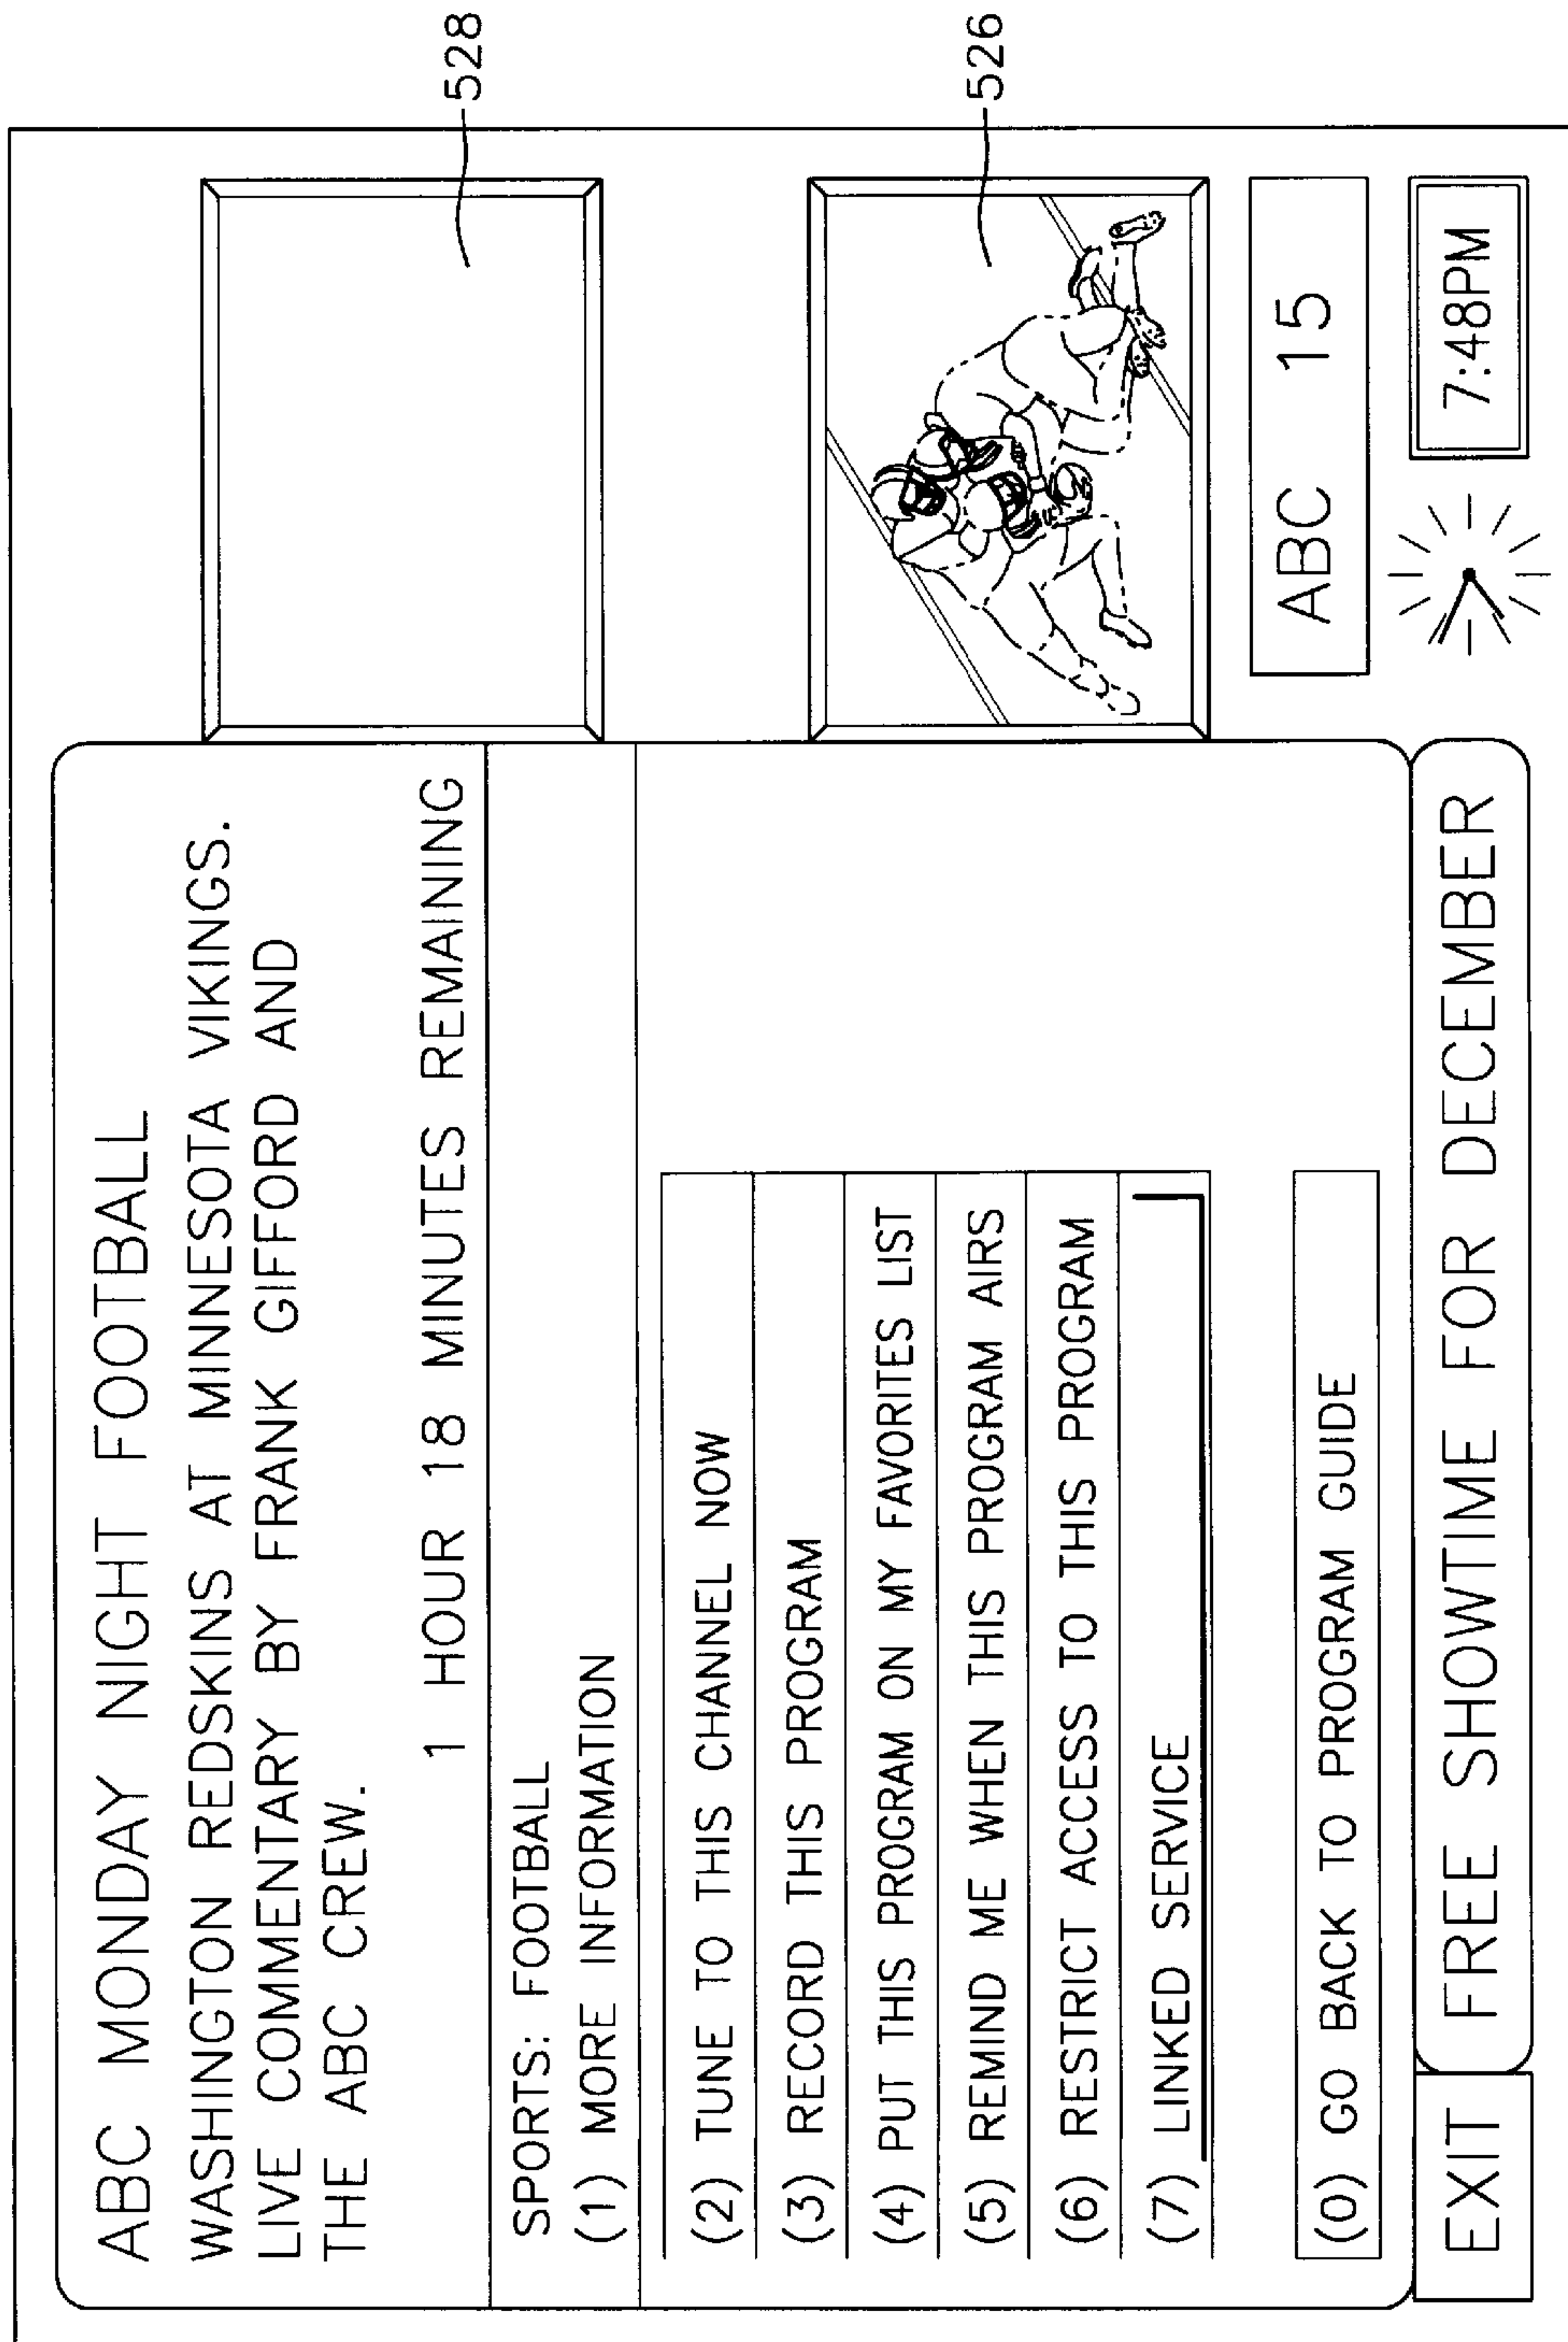 ABC MONDAY NIGHT FOOTBALL
WASHINGTON REDSKINS AT MINNESOTA VIKINGS.
LIVE COMMENTARY BY FRANK GIFFORD AND
THE ABC CREW.
1 HOUR 18 MINUTES REMAINING
SPORTS: FOOTBALL
(1) MORE INFORMATION
(2) TUNE TO THIS CHANNEL NOW
(3) RECORD THIS PROGRAM
(4) PUT THIS PROGRAM ON MY FAVORITES LIST
(5) REMIND ME WHEN THIS PROGRAM AIRS
(6) RESTRICT ACCESS TO THIS PROGRAM
(7) LINKED SERVICE
(0) GO BACK TO PROGRAM GUIDE
EXIT
FREE SHOWTIME FOR DECEMBER
528
526
ABC 15
7:48PM